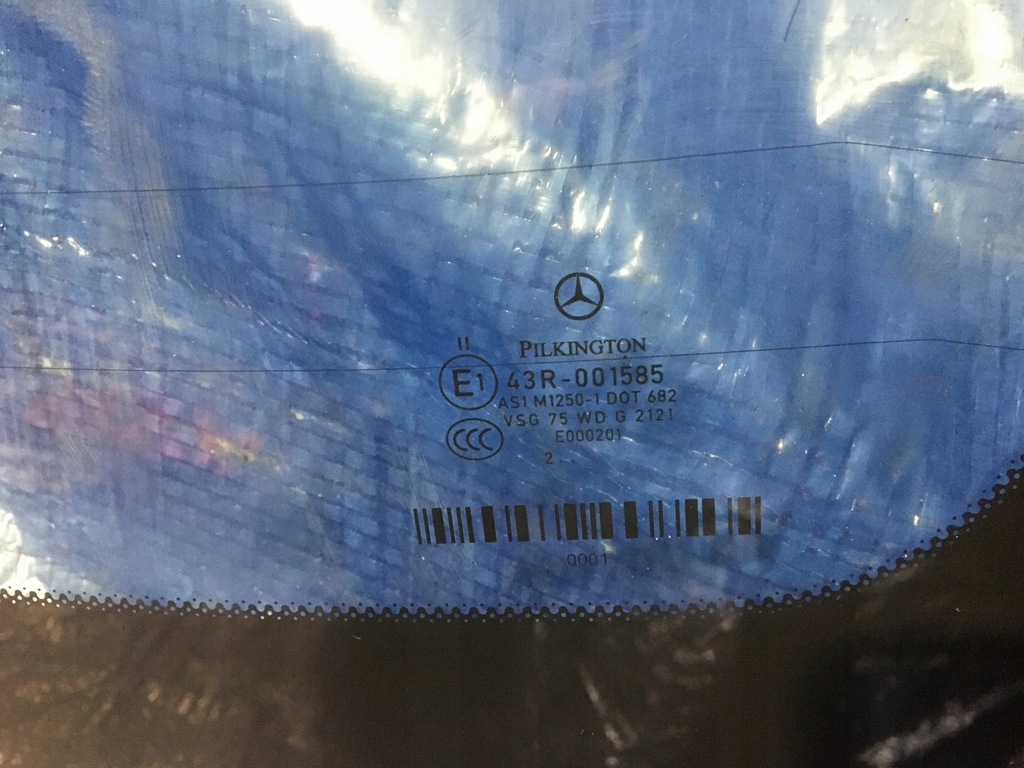 PILKINGTON
II
E1 43R-001585
AS1 M1250-1 DOT 682
VSG 75 WD G 2121
CCC E000201
2...
0001